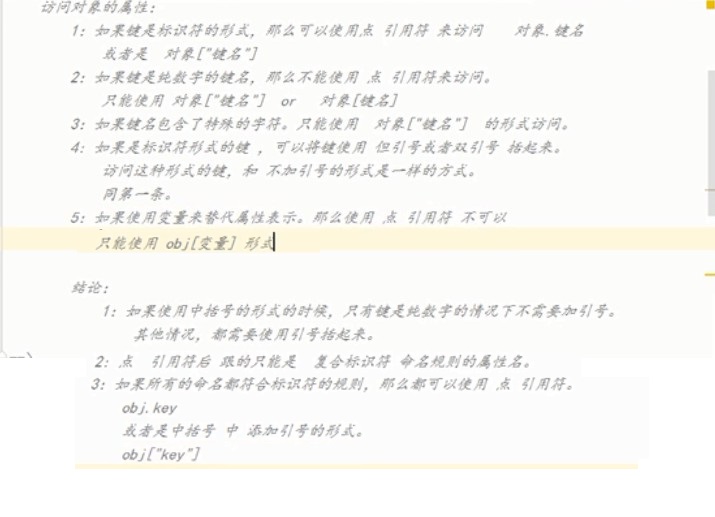 访问对象的属性：
1：如果键是标识符的形式，那么可以使用点 引用符 来访问 对象.键名
或者是 对象["键名"]
2：如果键是纯数字的键名，那么不能使用 点 引用符来访问。
只能使用 对象["键名"] or 对象[键名]
3：如果键名包含了特殊的字符。只能使用 对象["键名"] 的形式访问。
4：如果是标识符形式的键 ，可以将键使用 但引号或者双引号 括起来。
访问这种形式的键，和 不加引号的形式是一样的方式。
同第一条。
5：如果使用变量来替代属性表示。那么使用 点 引用符 不可以
只能使用 obj[变量] 形式
结论：
1：如果使用中括号的形式的时候，只有键是纯数字的情况下不需要加引号。
其他情况，都需要使用引号括起来。
2：点 引用符后 跟的只能是 复合标识符 命名规则的属性名。
3：如果所有的命名都符合标识符的规则，那么都可以使用 点 引用符。
obj.key
或者是中括号 中 添加引号的形式。
obj["key"]